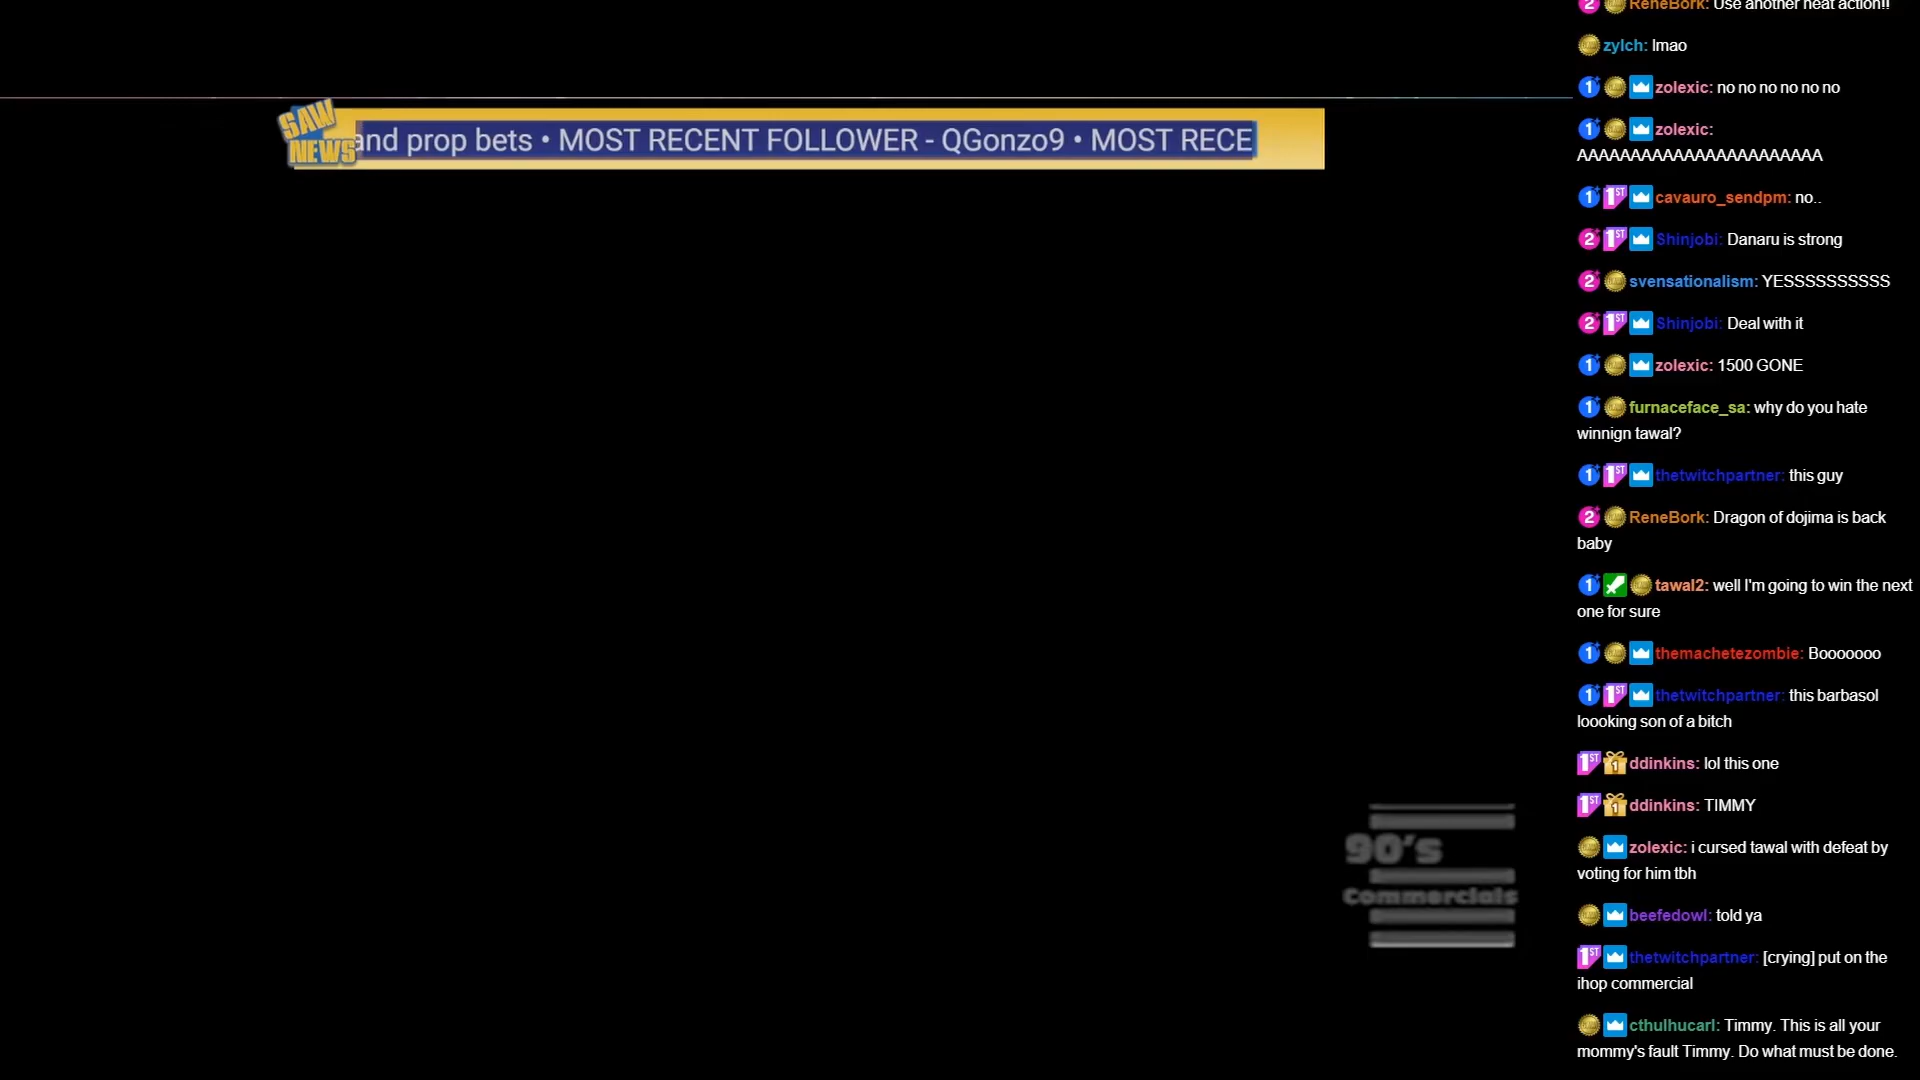 SAW
NEWS
and prop bets • MOST RECENT FOLLOWER - QGonzo9 • MOST RECE
90's
Commercials
ReneBork: Use another heat action!!
zylch: lmao
zolexic: no no no no no no
zolexic:
AAAAAAAAAAAAAAAAAAAAAAA
cavauro_sendpm: no..
Shinjobi: Danaru is strong
svensationalism: YESSSSSSSSSS
Shinjobi: Deal with it
zolexic: 1500 GONE
furnaceface_sa: why do you hate
winnign tawal?
thetwitchpartner: this guy
ReneBork: Dragon of dojima is back
baby
tawal2: well I'm going to win the next
one for sure
themachetezombie: Booooooo
thetwitchpartner: this barbasol
loooking son of a bitch
ddinkins: lol this one
ddinkins: TIMMY
zolexic: i cursed tawal with defeat by
voting for him tbh
beefedowl: told ya
thetwitchpartner: [crying] put on the
ihop commercial
cthulhucarl: Timmy. This is all your
mommy's fault Timmy. Do what must be done.